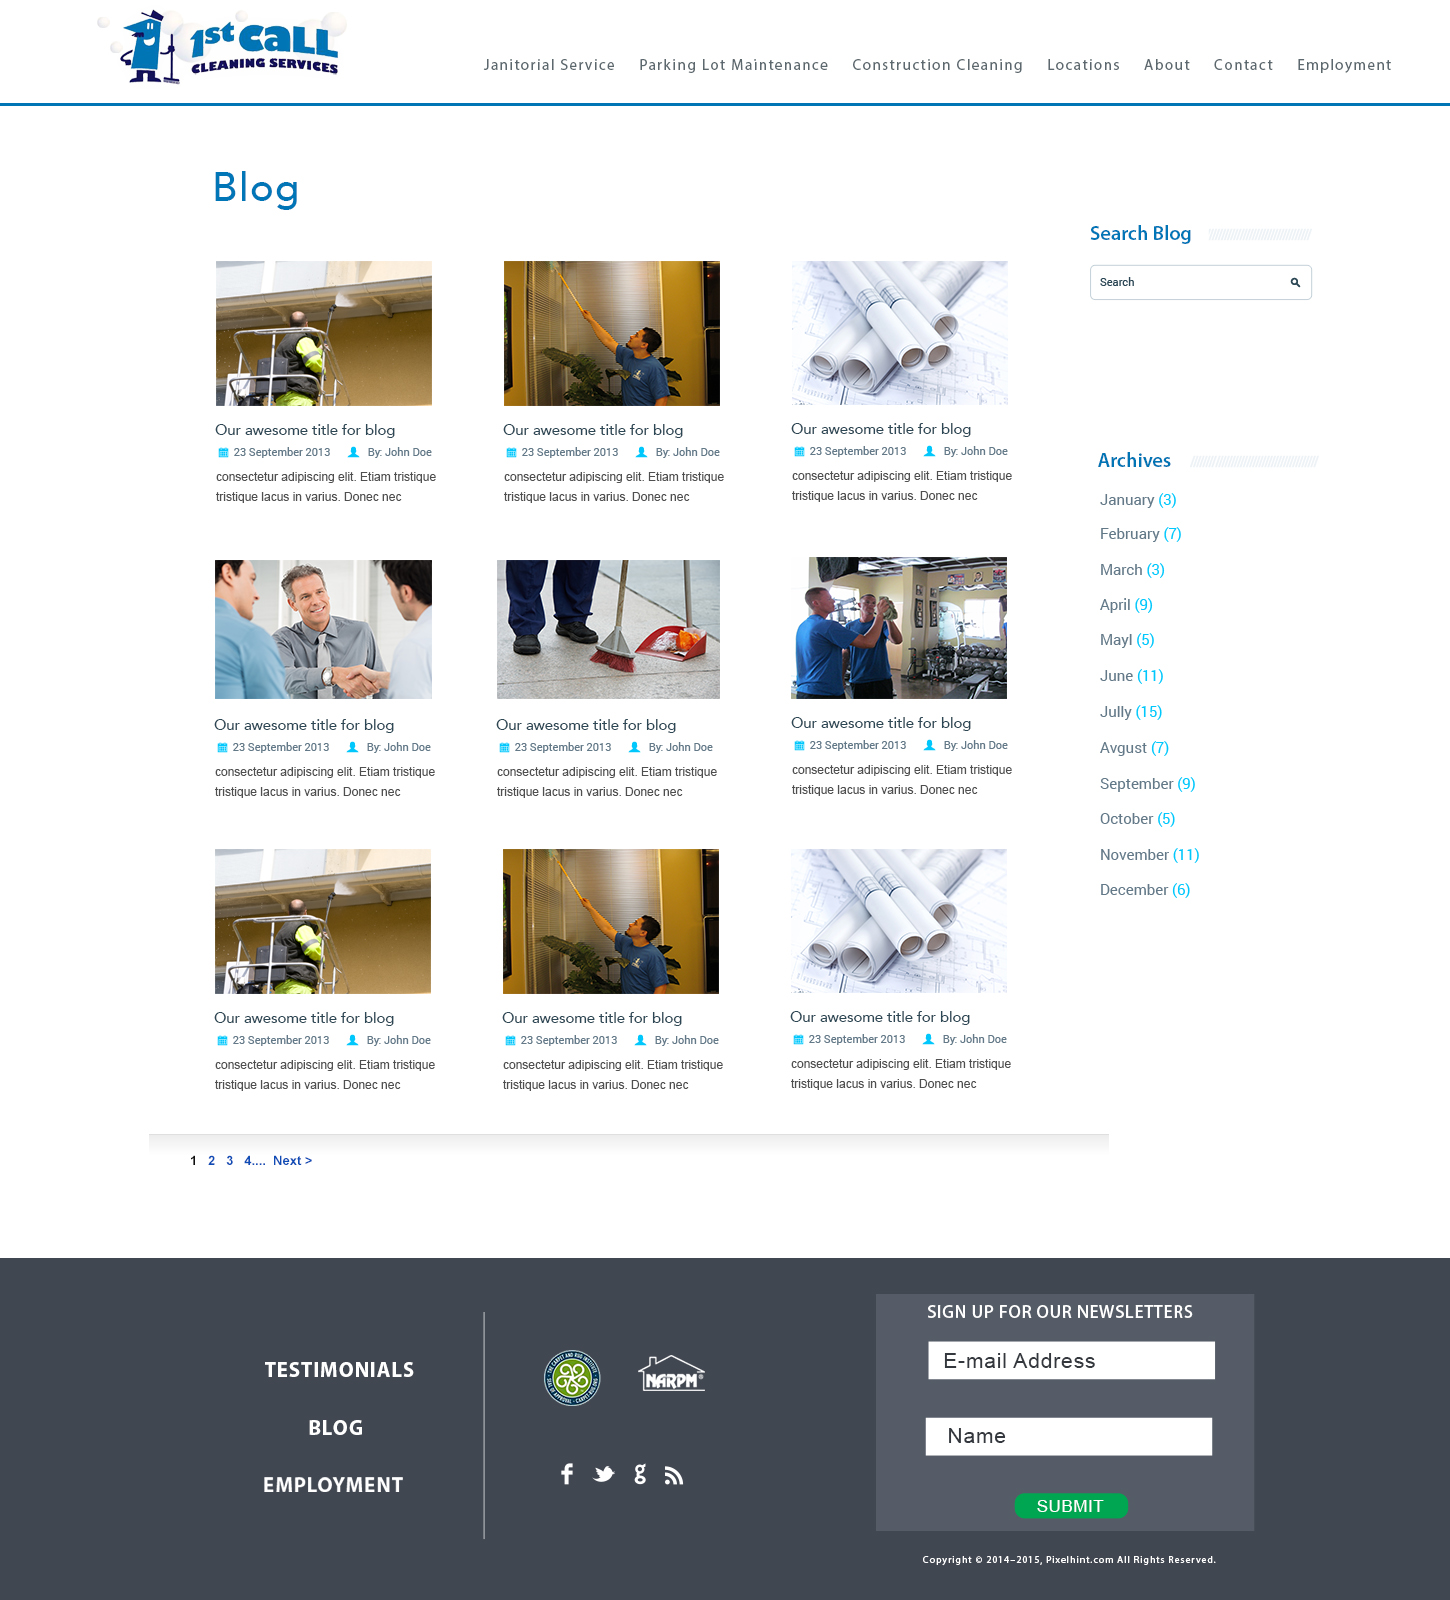 1st CALL
CLEANING SERVICES
Janitorial Service Parking Lot Maintenance Construction Cleaning Locations About Contact Employment
Blog
Our awesome title for blog
23 September 2013 By: John Doe
consectetur adipiscing elit. Etiam tristique
tristique lacus in varius. Donec nec
Our awesome title for blog
23 September 2013 By: John Doe
consectetur adipiscing elit. Etiam tristique
tristique lacus in varius. Donec nec
Our awesome title for blog
23 September 2013 By: John Doe
consectetur adipiscing elit. Etiam tristique
tristique lacus in varius. Donec nec
Our awesome title for blog
23 September 2013 By: John Doe
consectetur adipiscing elit. Etiam tristique
tristique lacus in varius. Donec nec
Our awesome title for blog
23 September 2013 By: John Doe
consectetur adipiscing elit. Etiam tristique
tristique lacus in varius. Donec nec
Our awesome title for blog
23 September 2013 By: John Doe
consectetur adipiscing elit. Etiam tristique
tristique lacus in varius. Donec nec
Our awesome title for blog
23 September 2013 By: John Doe
consectetur adipiscing elit. Etiam tristique
tristique lacus in varius. Donec nec
Our awesome title for blog
23 September 2013 By: John Doe
consectetur adipiscing elit. Etiam tristique
tristique lacus in varius. Donec nec
Our awesome title for blog
23 September 2013 By: John Doe
consectetur adipiscing elit. Etiam tristique
tristique lacus in varius. Donec nec
1 2 3 4.... Next >
Search Blog
Search
Archives
January (3)
February (7)
March (3)
April (9)
Mayl (5)
June (11)
Jully (15)
Avgust (7)
September (9)
October (5)
November (11)
December (6)
TESTIMONIALS
BLOG
EMPLOYMENT
THE CARPET AND RUG INSTITUTE
SEAL OF APPROVAL
NARPM®
SIGN UP FOR OUR NEWSLETTERS
E-mail Address
Name
SUBMIT
Copyright © 2014–2015, Pixelhint.com All Rights Reserved.